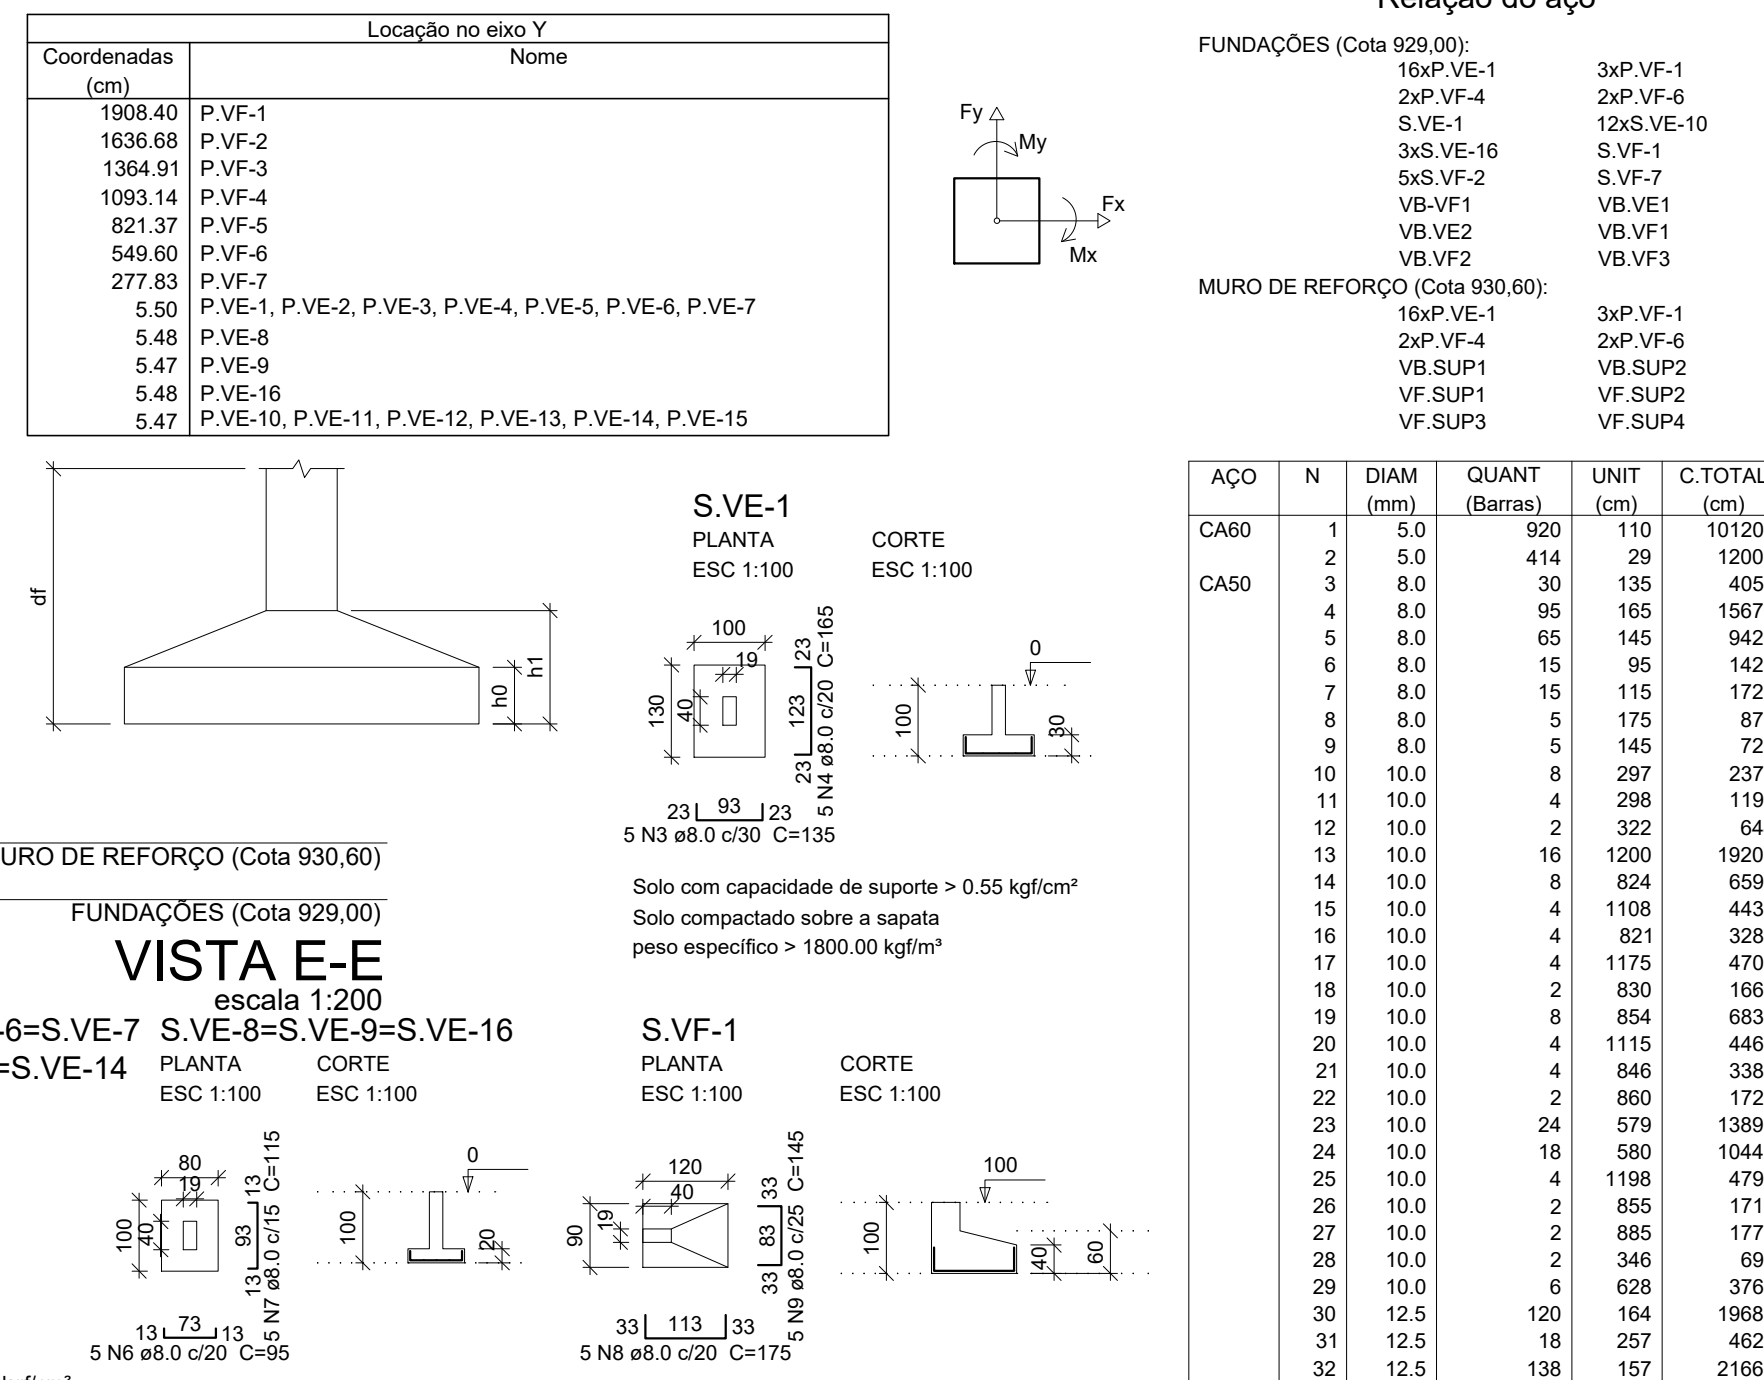 Relação do aço
Locação no eixo Y
Coordenadas Nome
(cm)
1908.40 P.VF-1
1636.68 P.VF-2
1364.91 P.VF-3
1093.14 P.VF-4
821.37 P.VF-5
549.60 P.VF-6
277.83 P.VF-7
5.50 P.VE-1, P.VE-2, P.VE-3, P.VE-4, P.VE-5, P.VE-6, P.VE-7
5.48 P.VE-8
5.47 P.VE-9
5.48 P.VE-16
5.47 P.VE-10, P.VE-11, P.VE-12, P.VE-13, P.VE-14, P.VE-15
Fy
My
Fx
Mx
FUNDAÇÕES (Cota 929,00):
16xP.VE-1 3xP.VF-1
2xP.VF-4 2xP.VF-6
S.VE-1 12xS.VE-10
3xS.VE-16 S.VF-1
5xS.VF-2 S.VF-7
VB-VF1 VB.VE1
VB.VE2 VB.VF1
VB.VF2 VB.VF3
MURO DE REFORÇO (Cota 930,60):
16xP.VE-1 3xP.VF-1
2xP.VF-4 2xP.VF-6
VB.SUP1 VB.SUP2
VF.SUP1 VF.SUP2
VF.SUP3 VF.SUP4
df
h1
h0
S.VE-1
PLANTA CORTE
ESC 1:100 ESC 1:100
100
19
130
40
23 123 23
5 N4 ø8.0 c/20 C=165
23 93 23
5 N3 ø8.0 c/30 C=135
0
100
30
Solo com capacidade de suporte > 0.55 kgf/cm²
Solo compactado sobre a sapata
peso específico > 1800.00 kgf/m³
URO DE REFORÇO (Cota 930,60)
FUNDAÇÕES (Cota 929,00)
VISTA E-E
escala 1:200
-6=S.VE-7 S.VE-8=S.VE-9=S.VE-16
=S.VE-14
PLANTA CORTE
ESC 1:100 ESC 1:100
80
19
100
40
13 93 13
5 N7 ø8.0 c/15 C=115
13 73 13
5 N6 ø8.0 c/20 C=95
0
100
20
S.VF-1
PLANTA CORTE
ESC 1:100 ESC 1:100
120
40
90
19
33 83 33
5 N9 ø8.0 c/25 C=145
33 113 33
5 N8 ø8.0 c/20 C=175
100
100
40
60
AÇO N DIAM QUANT UNIT C.TOTAL
(mm) (Barras) (cm) (cm)
CA60 1 5.0 920 110 10120
2 5.0 414 29 1200
CA50 3 8.0 30 135 405
4 8.0 95 165 1567
5 8.0 65 145 942
6 8.0 15 95 142
7 8.0 15 115 172
8 8.0 5 175 87
9 8.0 5 145 72
10 10.0 8 297 237
11 10.0 4 298 119
12 10.0 2 322 64
13 10.0 16 1200 1920
14 10.0 8 824 659
15 10.0 4 1108 443
16 10.0 4 821 328
17 10.0 4 1175 470
18 10.0 2 830 166
19 10.0 8 854 683
20 10.0 4 1115 446
21 10.0 4 846 338
22 10.0 2 860 172
23 10.0 24 579 1389
24 10.0 18 580 1044
25 10.0 4 1198 479
26 10.0 2 855 171
27 10.0 2 885 177
28 10.0 2 346 69
29 10.0 6 628 376
30 12.5 120 164 1968
31 12.5 18 257 462
32 12.5 138 157 2166